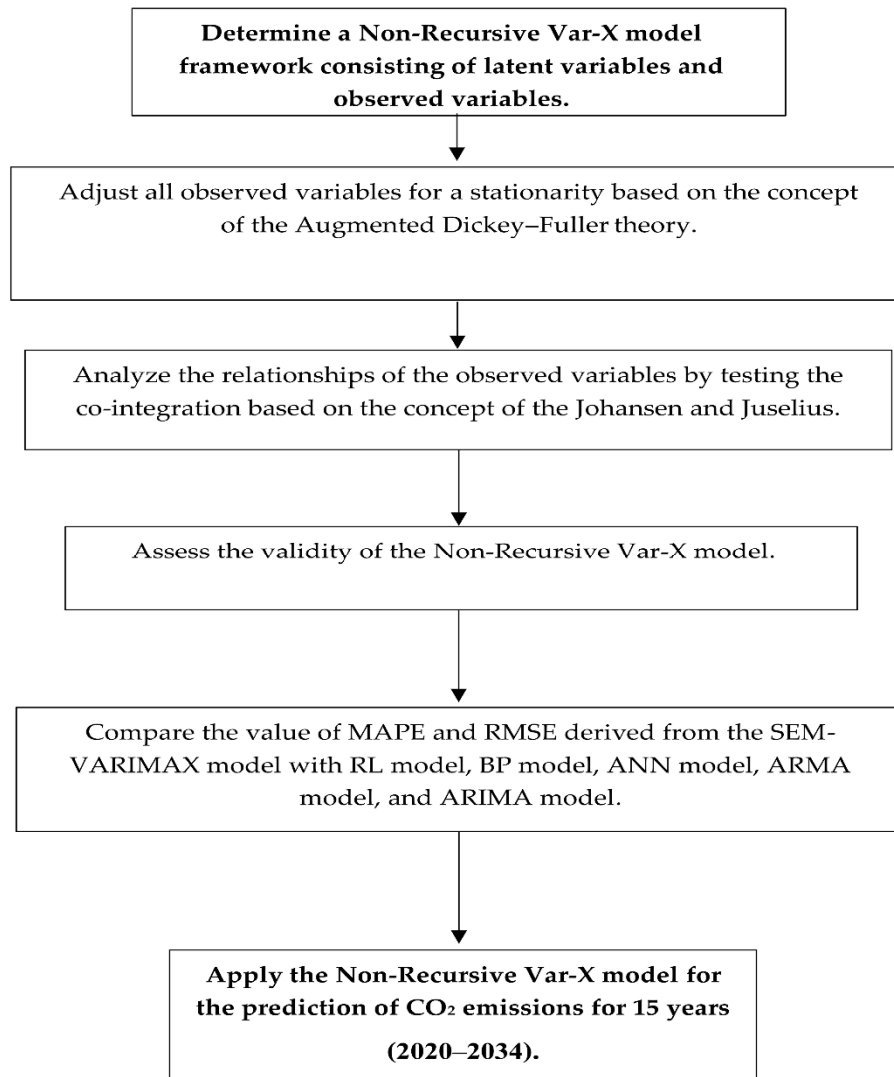 Determine a Non-Recursive Var-X model
framework consisting of latent variables and
observed variables.
Adjust all observed variables for a stationarity based on the concept
of the Augmented Dickey–Fuller theory.
Analyze the relationships of the observed variables by testing the
co-integration based on the concept of the Johansen and Juselius.
Assess the validity of the Non-Recursive Var-X model.
Compare the value of MAPE and RMSE derived from the SEM-
VARIMAX model with RL model, BP model, ANN model, ARMA
model, and ARIMA model.
Apply the Non-Recursive Var-X model for
the prediction of CO₂ emissions for 15 years
(2020–2034).